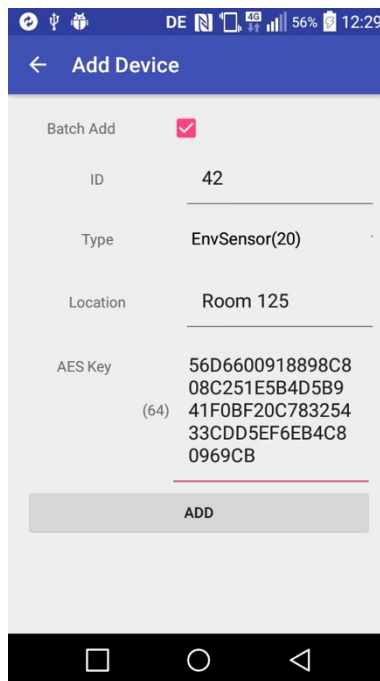 DE 4G 56% 12:29
Add Device
Batch Add
ID 42
Type EnvSensor(20)
Location Room 125
AES Key 56D6600918898C8
08C251E5B4D5B9
(64) 41F0BF20C783254
33CDD5EF6EB4C8
0969CB
ADD